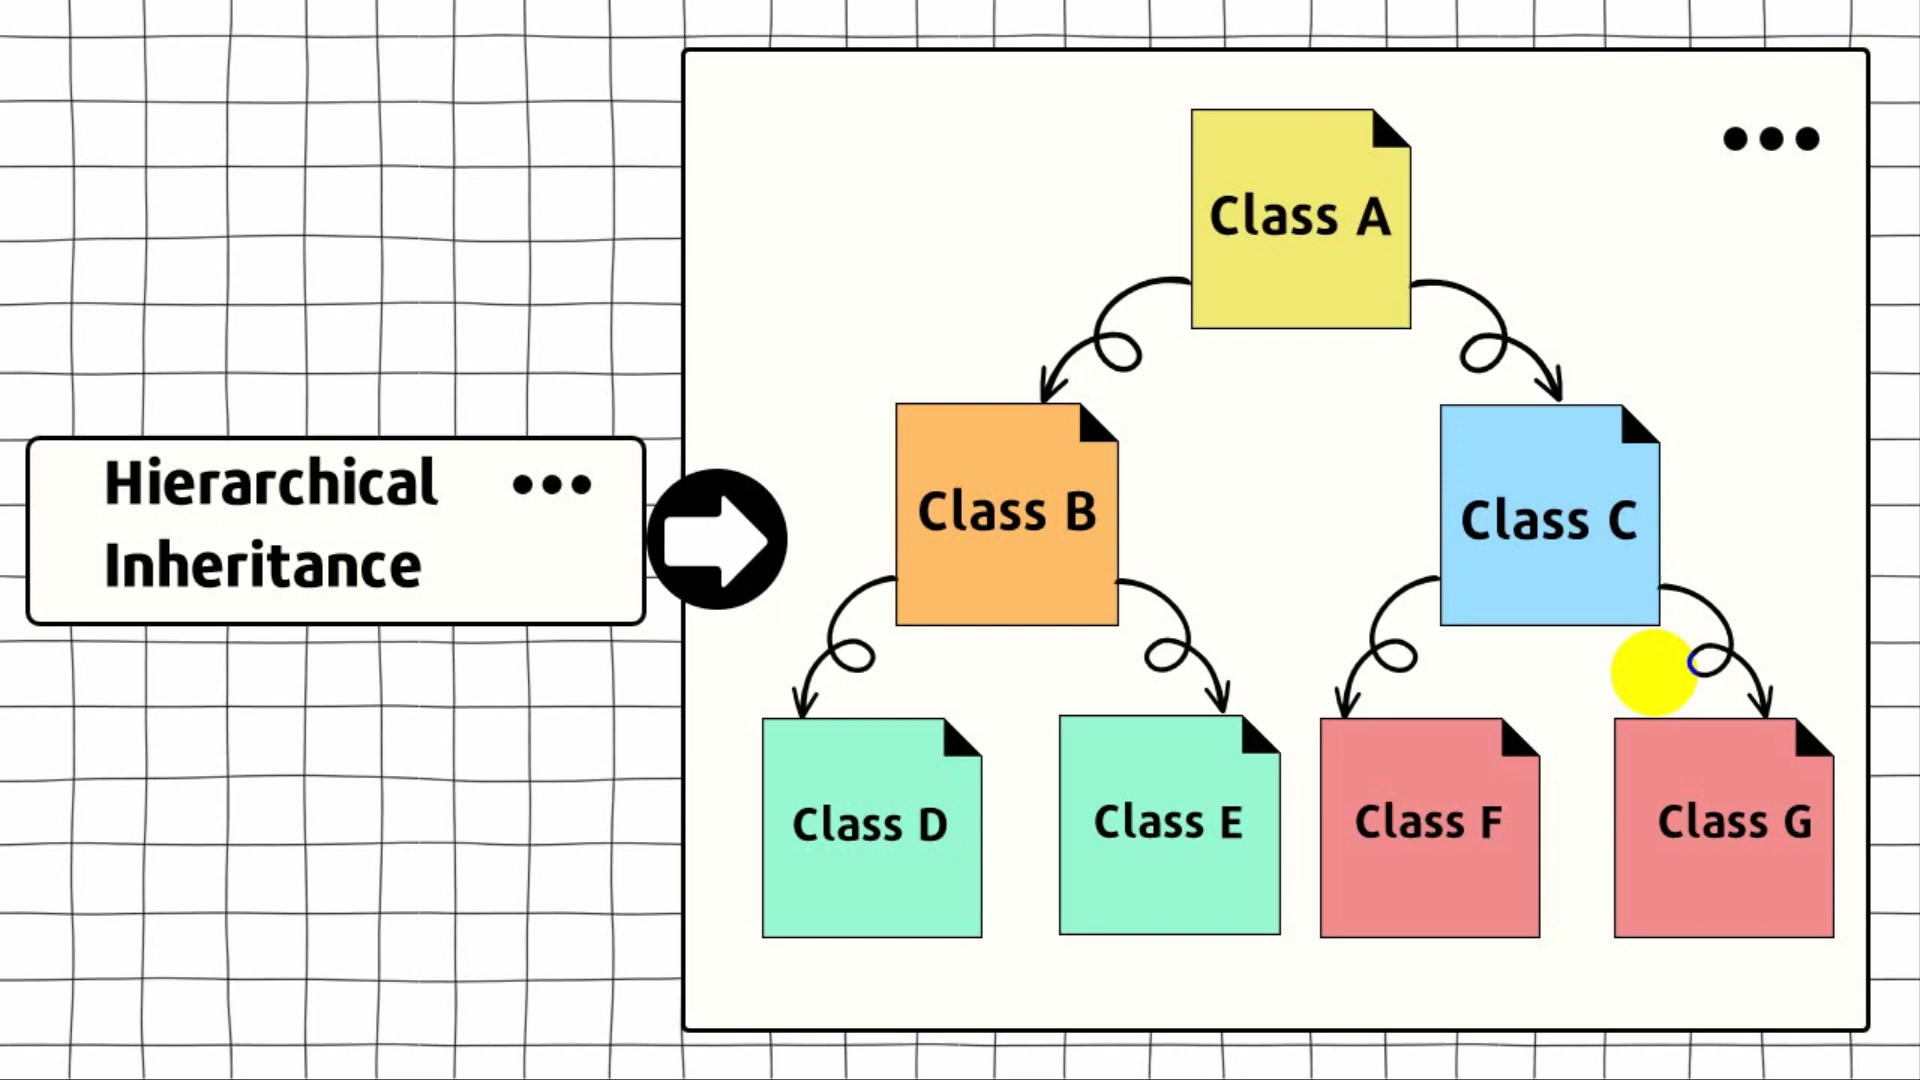 Hierarchical
Inheritance
Class A
Class B
Class C
Class D
Class E
Class F
Class G